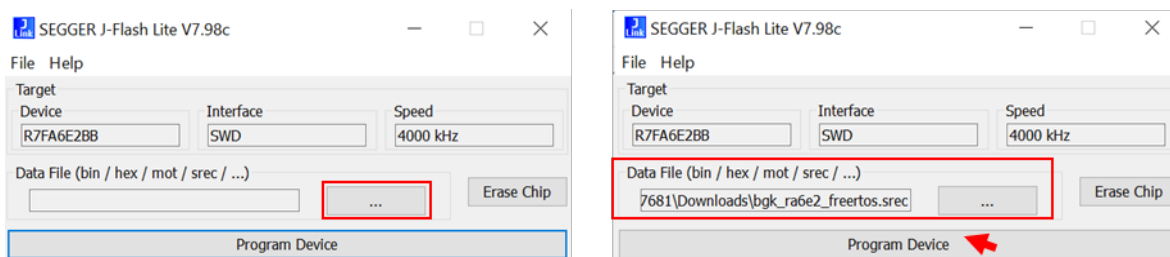 SEGGER J-Flash Lite V7.98c
File Help
Target
Device Interface Speed
R7FA6E2BB SWD 4000 kHz
Data File (bin / hex / mot / srec / ...)
... Erase Chip
Program Device
SEGGER J-Flash Lite V7.98c
File Help
Target
Device Interface Speed
R7FA6E2BB SWD 4000 kHz
Data File (bin / hex / mot / srec / ...)
7681\Downloads\bgk_ra6e2_freertos.srec ... Erase Chip
Program Device